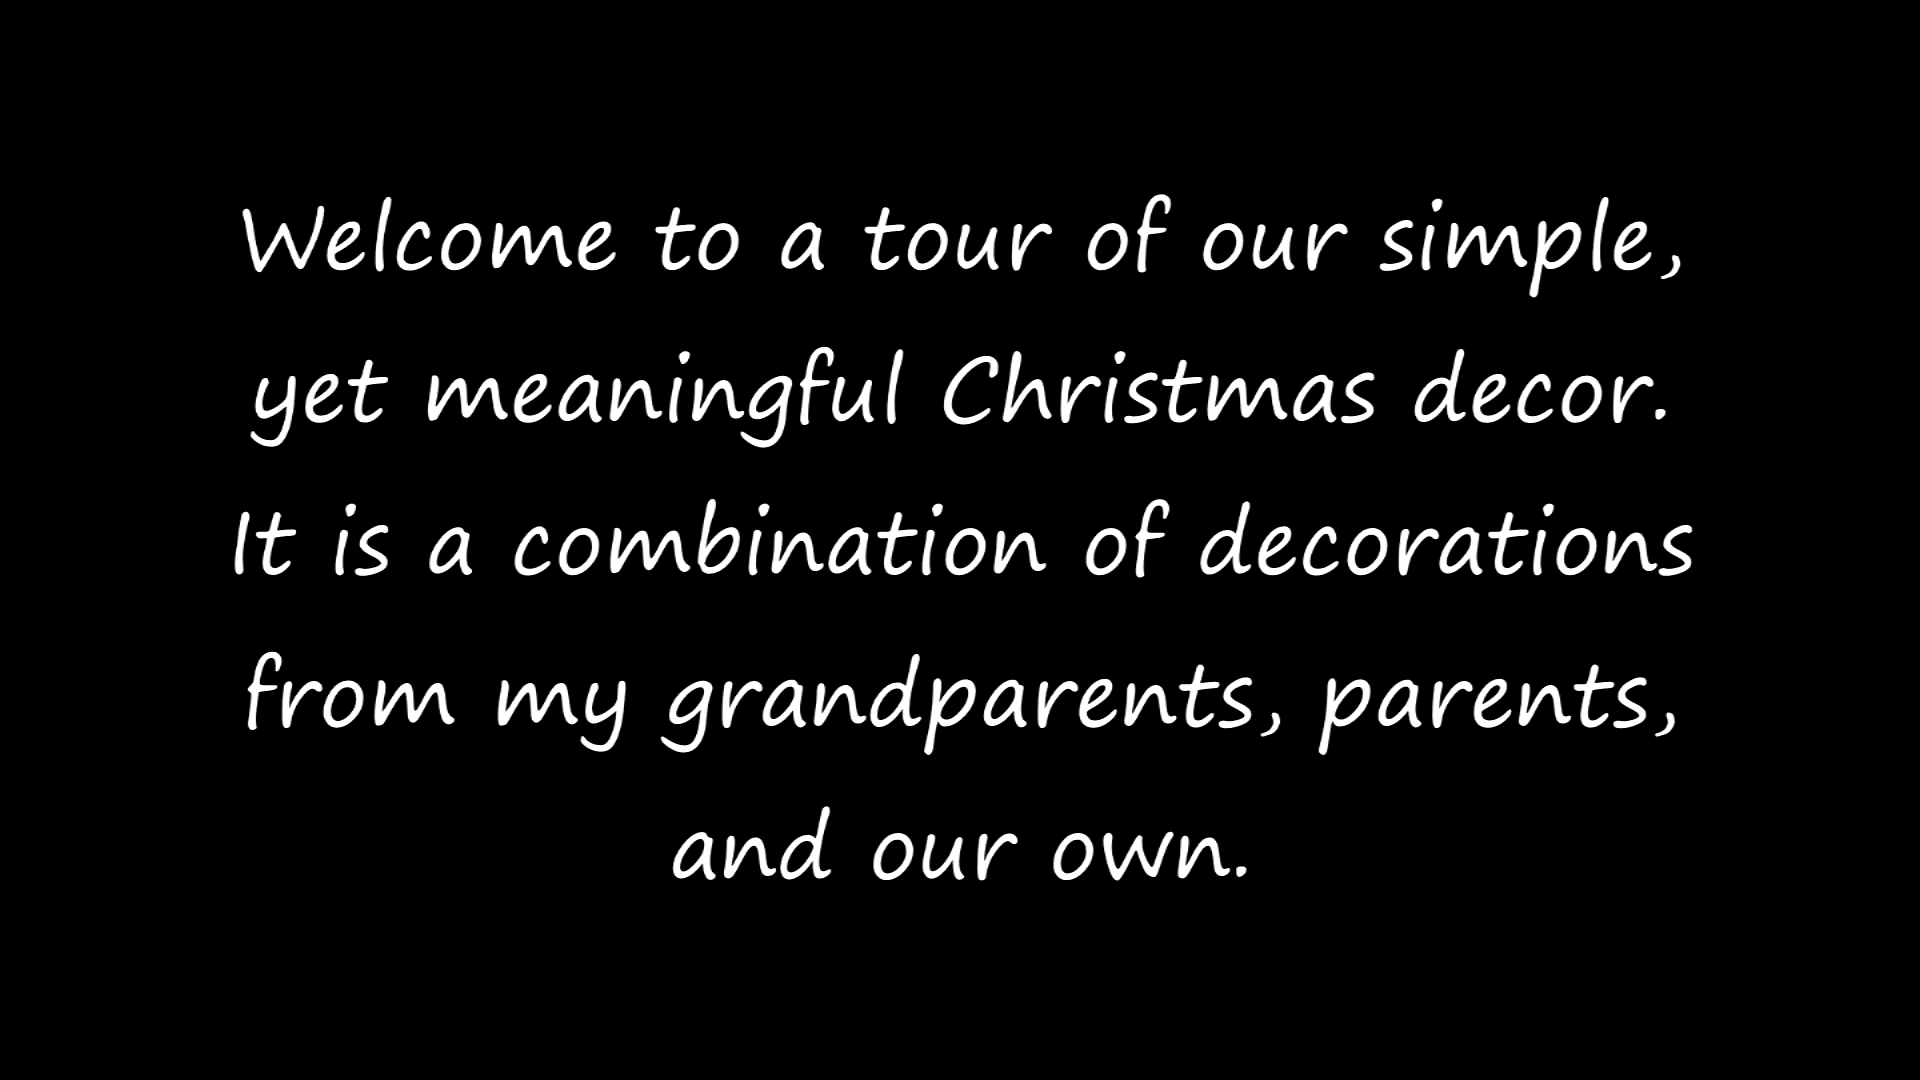 Welcome to a tour of our simple,
yet meaningful Christmas decor.
It is a combination of decorations
from my grandparents, parents,
and our own.